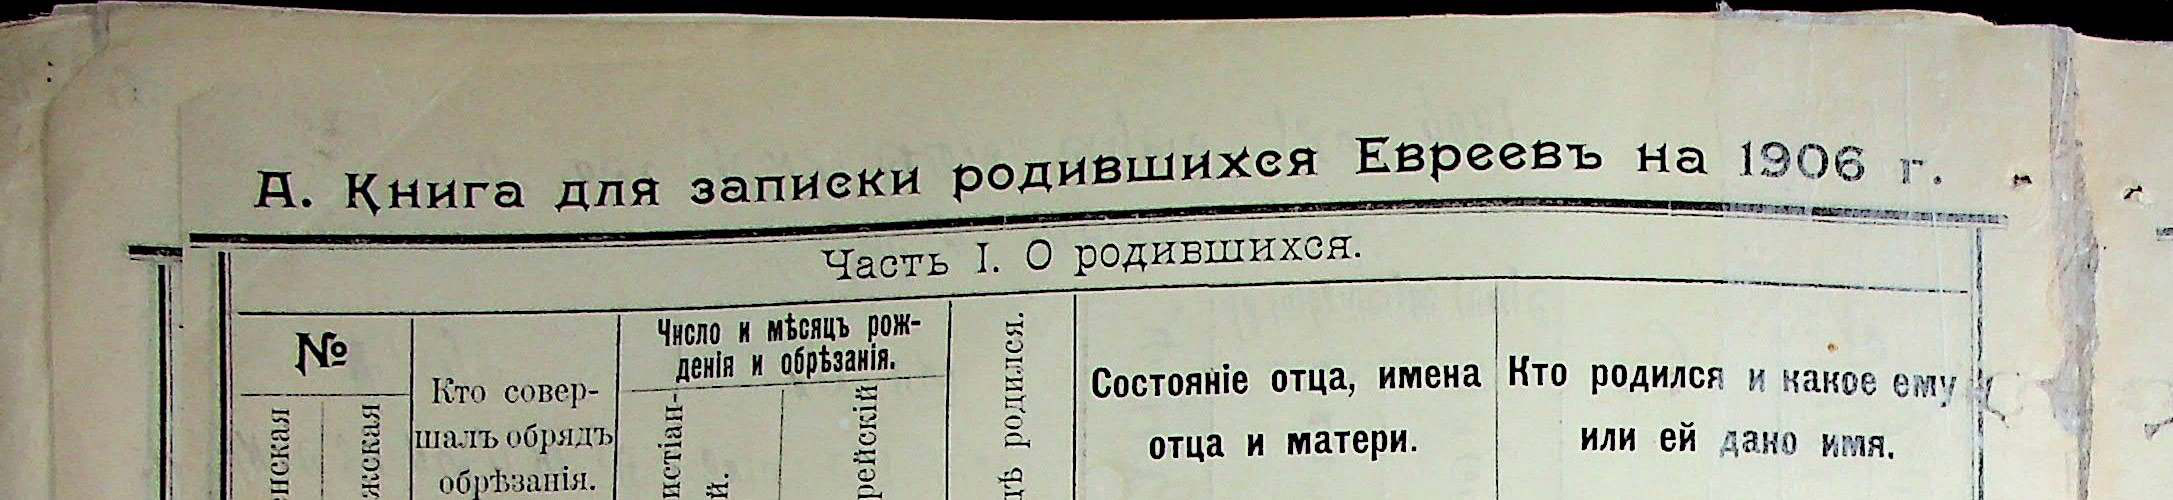 А. Книга для записки родившихся Евреевъ на 1906 г.
Часть I. О родившихся.
№
Кто совер-
шалъ обрядъ
обрѣзанія.
Число и мѣсяцъ рож-
денія и обрѣзанія.
родился.
Состояніе отца, имена
отца и матери.
Кто родился и какое ему
или ей дано имя.